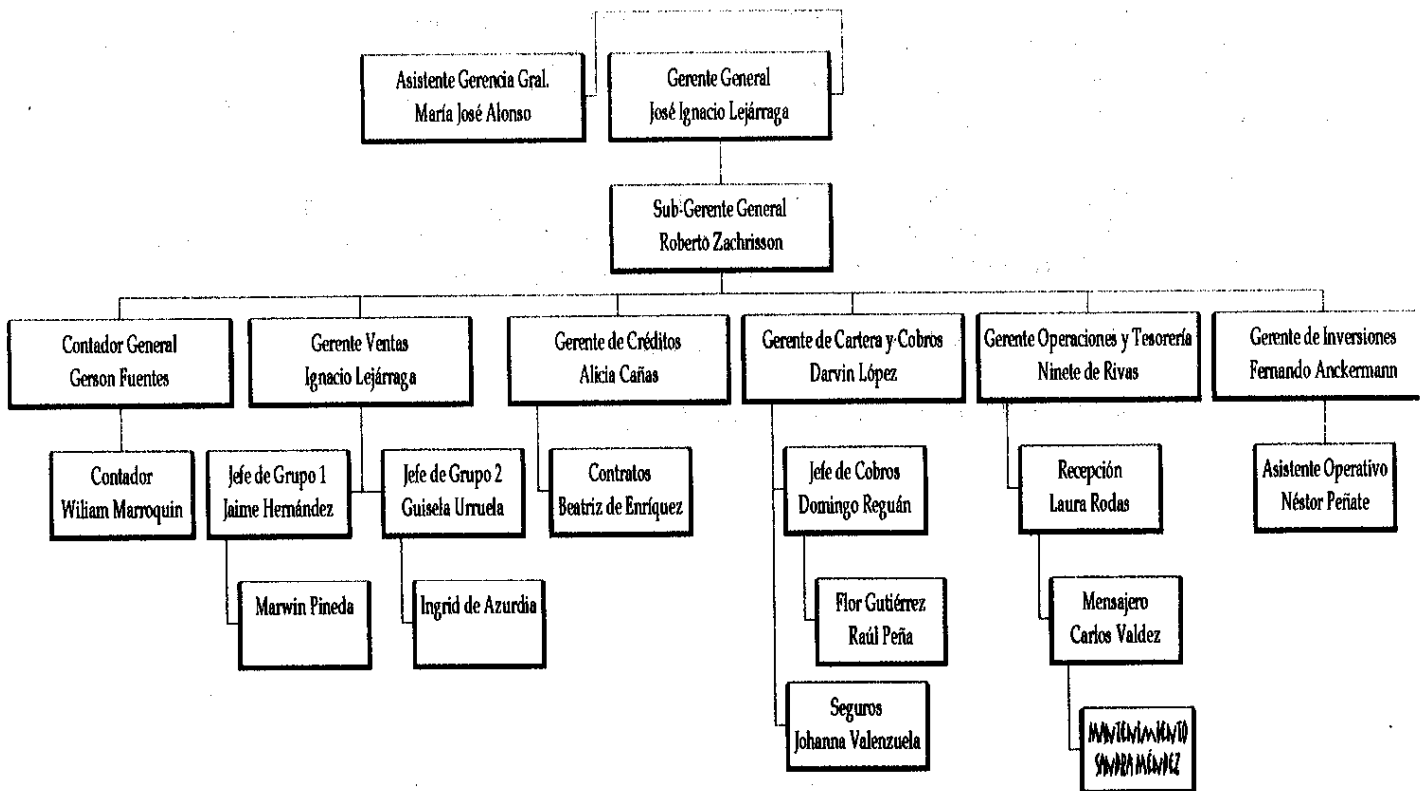 Asistente Gerencia Gral.
María José Alonso
Gerente General
José Ignacio Lejárraga
Sub-Gerente General
Roberto Zachrisson
Contador General
Gerson Fuentes
Gerente Ventas
Ignacio Lejárraga
Gerente de Créditos
Alicia Cañas
Gerente de Cartera y Cobros
Darvin López
Gerente Operaciones y Tesorería
Ninete de Rivas
Gerente de Inversiones
Fernando Anckermann
Contador
Wiliam Marroquin
Jefe de Grupo 1
Jaime Hernández
Jefe de Grupo 2
Guisela Urruela
Contratos
Beatriz de Enríquez
Jefe de Cobros
Domingo Reguán
Recepción
Laura Rodas
Asistente Operativo
Néstor Peñate
Marwin Pineda
Ingrid de Azurdia
Flor Gutiérrez
Raúl Peña
Mensajero
Carlos Valdez
Seguros
Johanna Valenzuela
MANTENIMIENTO
SANDRA MÉNDEZ